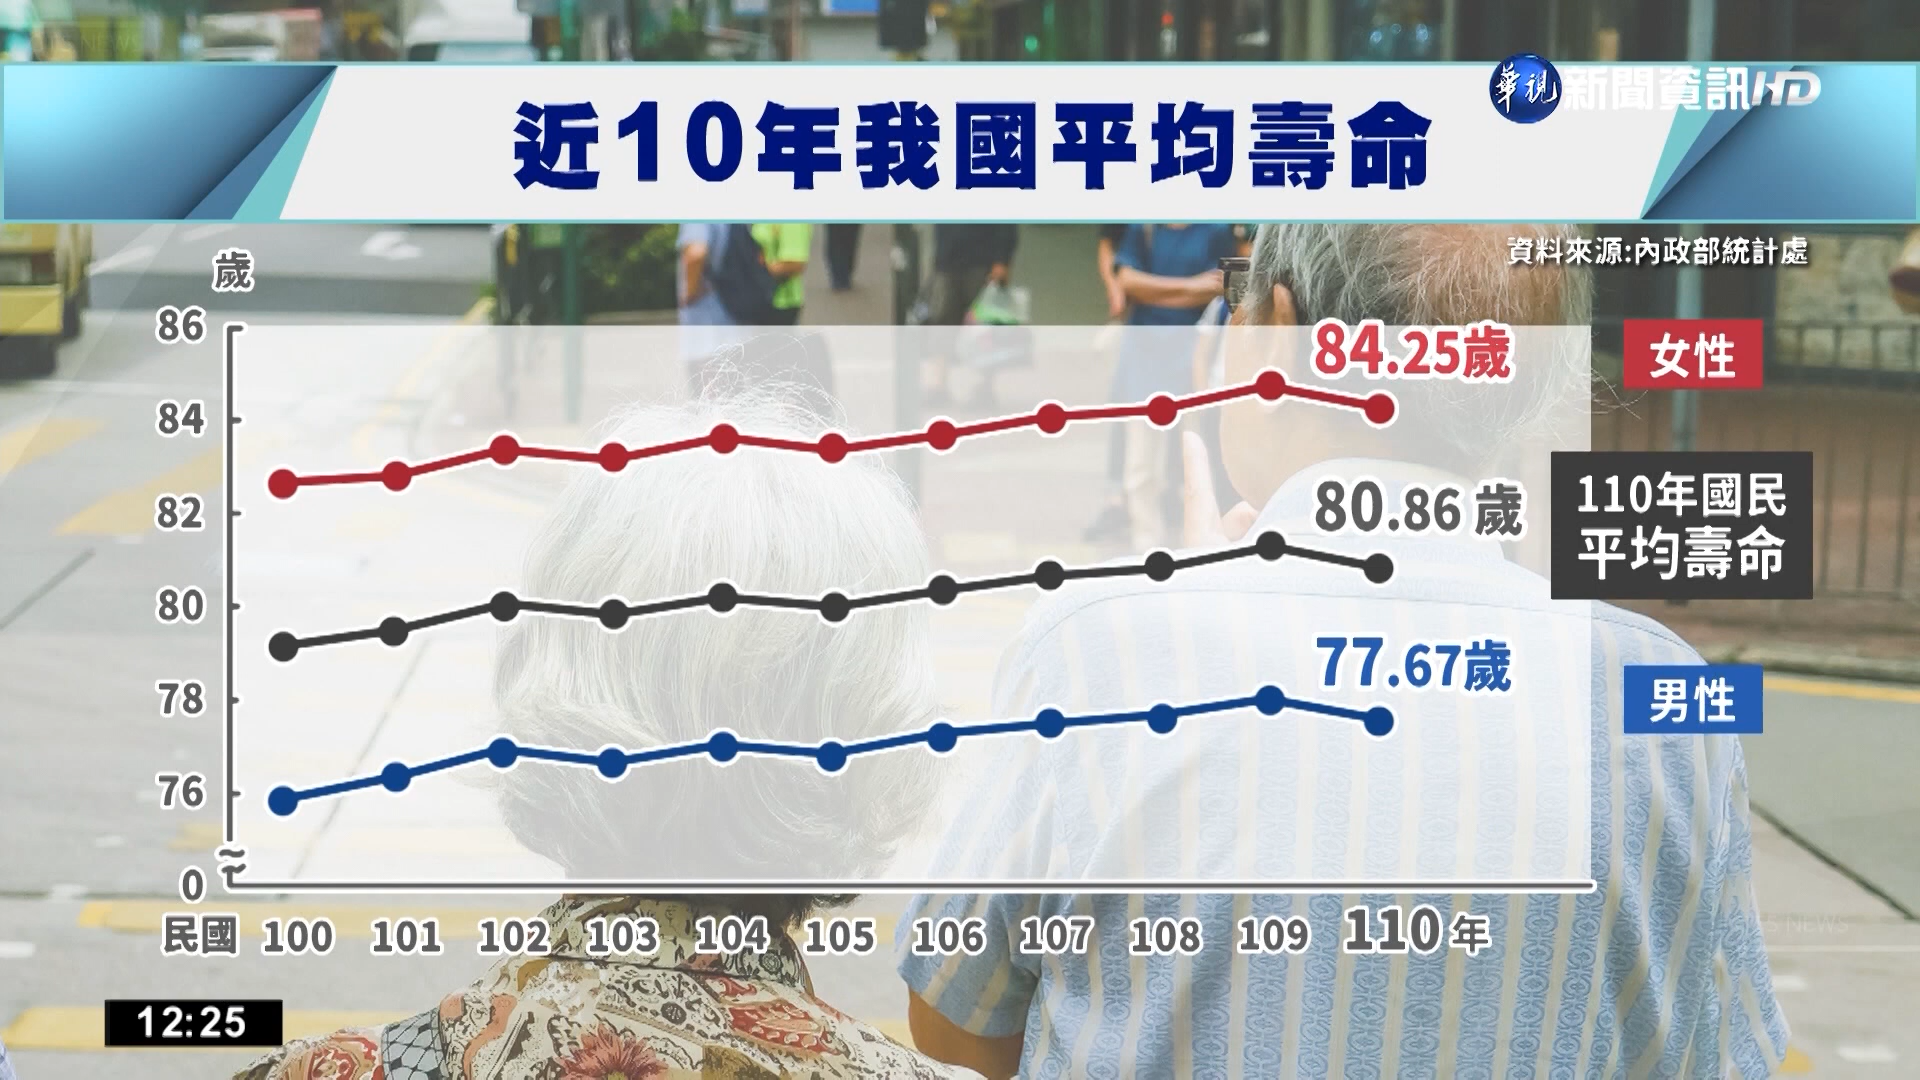 華視新聞資訊HD
近10年我國平均壽命
資料來源:內政部統計處
歲
86
84
82
80
78
76
0
84.25歲
女性
80.86歲
110年國民
平均壽命
77.67歲
男性
民國 100 101 102 103 104 105 106 107 108 109 110年
12:25